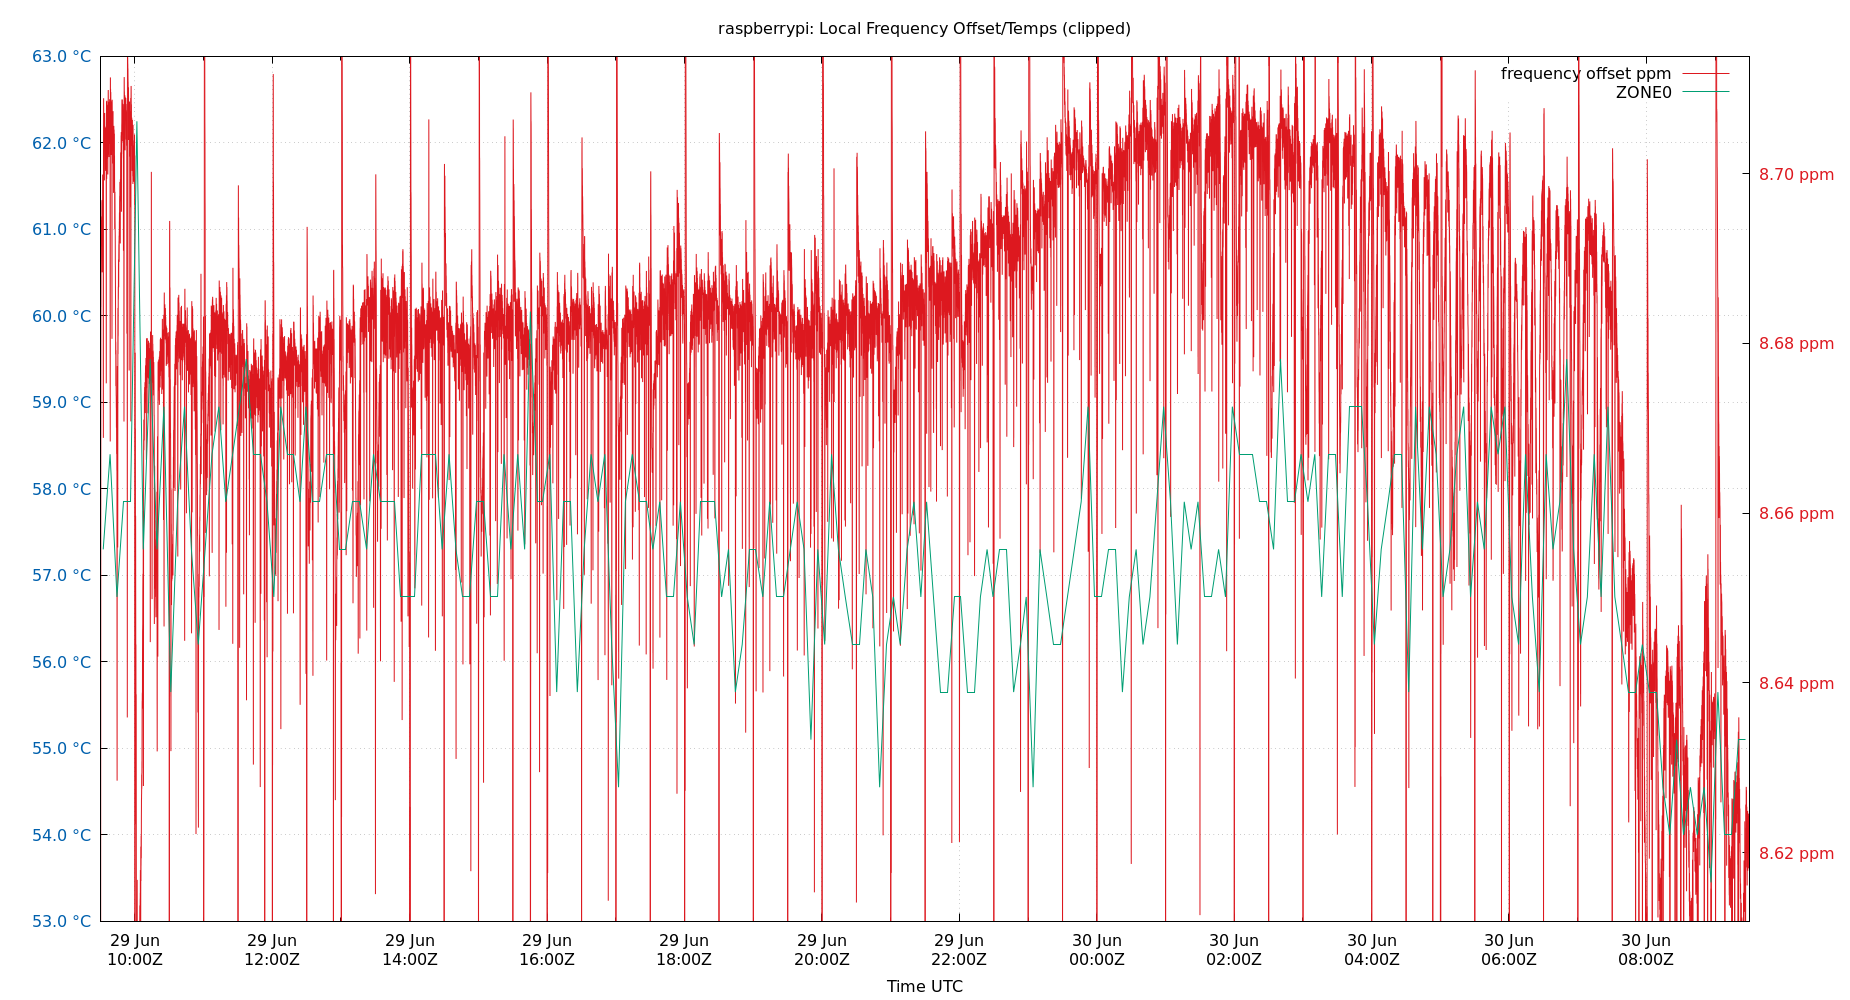 raspberrypi: Local Frequency Offset/Temps (clipped)
63.0 °C
62.0 °C
61.0 °C
60.0 °C
59.0 °C
58.0 °C
57.0 °C
56.0 °C
55.0 °C
54.0 °C
53.0 °C
frequency offset ppm
ZONE0
8.70 ppm
8.68 ppm
8.66 ppm
8.64 ppm
8.62 ppm
29 Jun 29 Jun 29 Jun 29 Jun 29 Jun 29 Jun 29 Jun 30 Jun 30 Jun 30 Jun 30 Jun 30 Jun
10:00Z 12:00Z 14:00Z 16:00Z 18:00Z 20:00Z 22:00Z 00:00Z 02:00Z 04:00Z 06:00Z 08:00Z
Time UTC